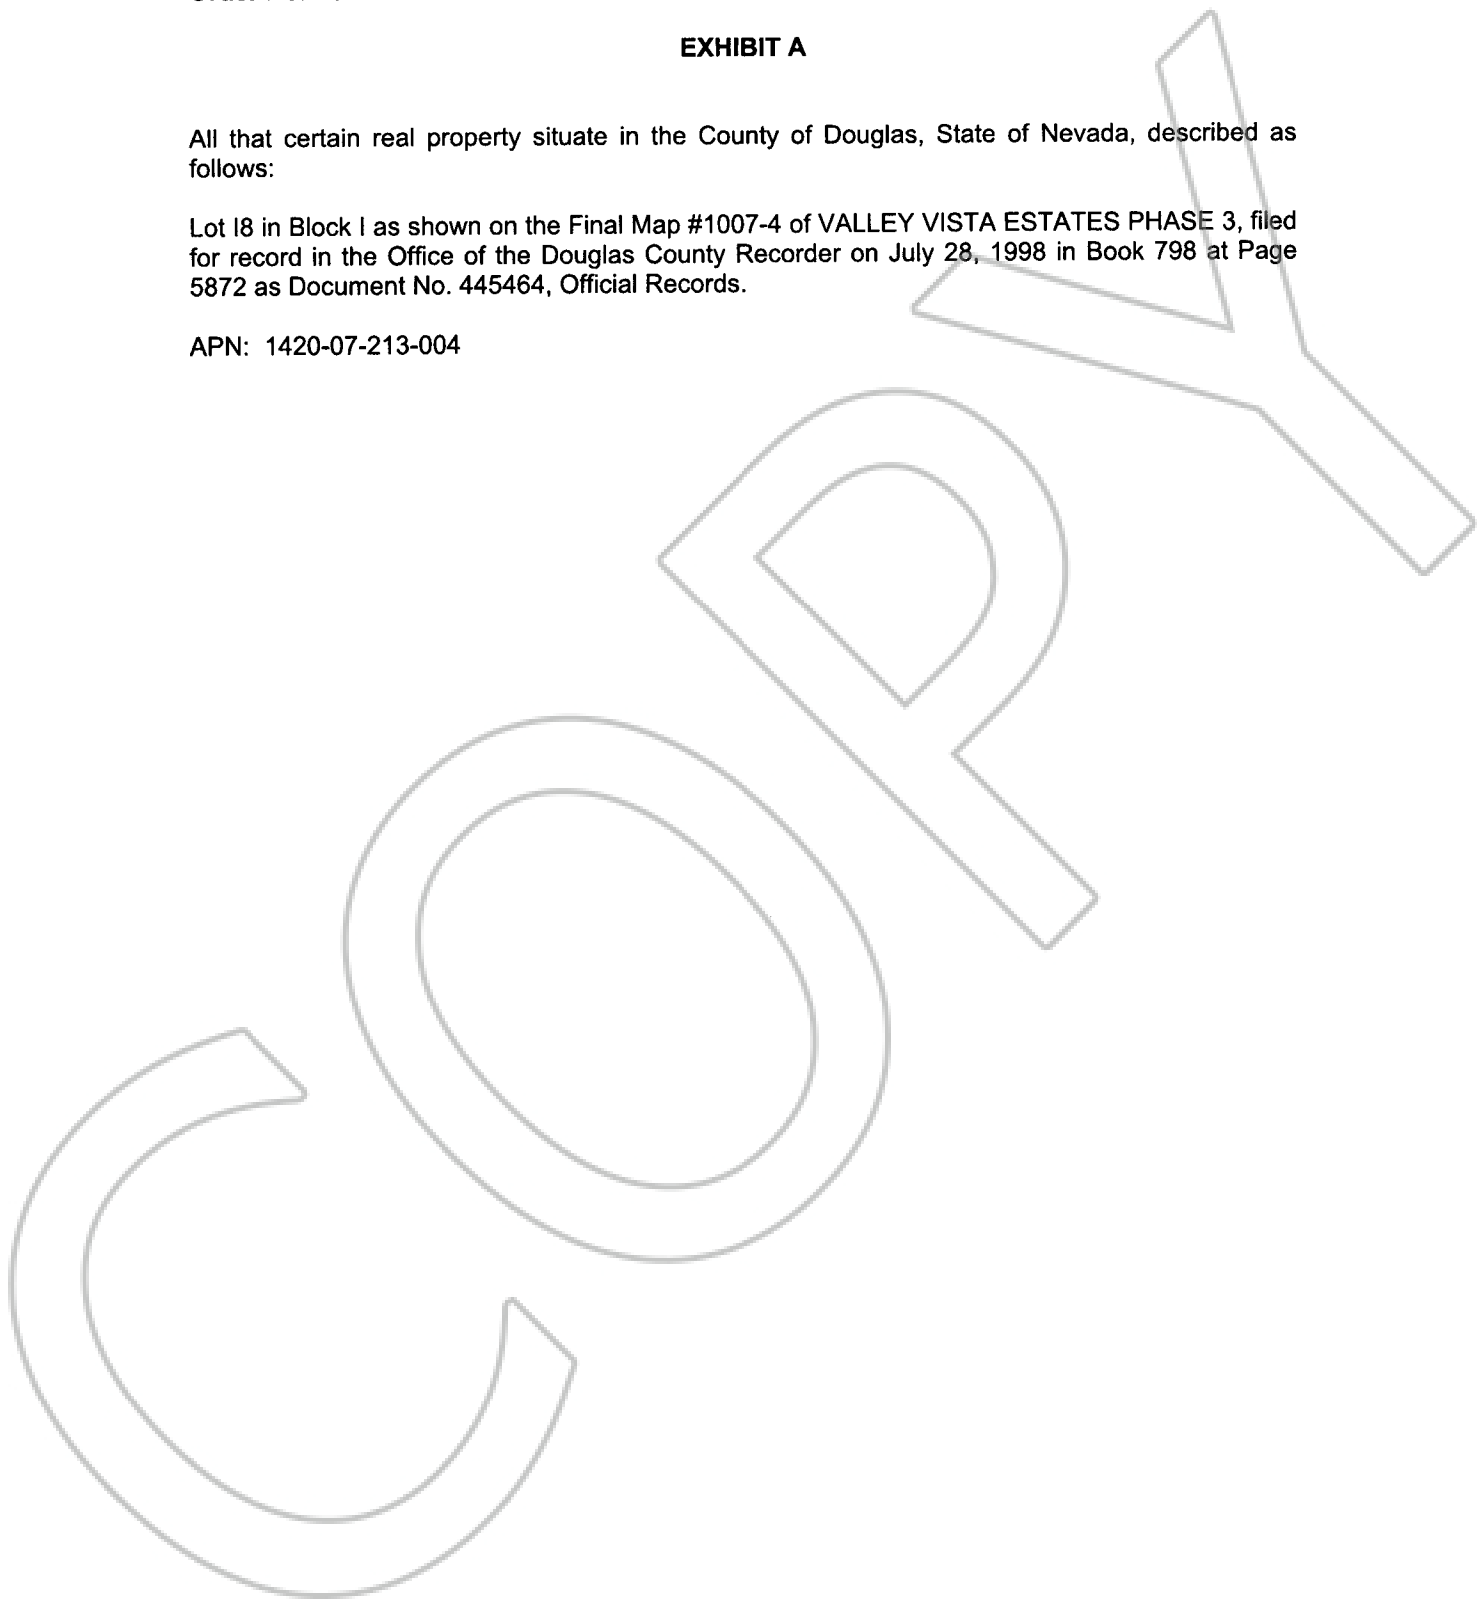 EXHIBIT A
All that certain real property situate in the County of Douglas, State of Nevada, described as
follows:
Lot I8 in Block I as shown on the Final Map #1007-4 of VALLEY VISTA ESTATES PHASE 3, filed
for record in the Office of the Douglas County Recorder on July 28, 1998 in Book 798 at Page
5872 as Document No. 445464, Official Records.
APN: 1420-07-213-004
COPY